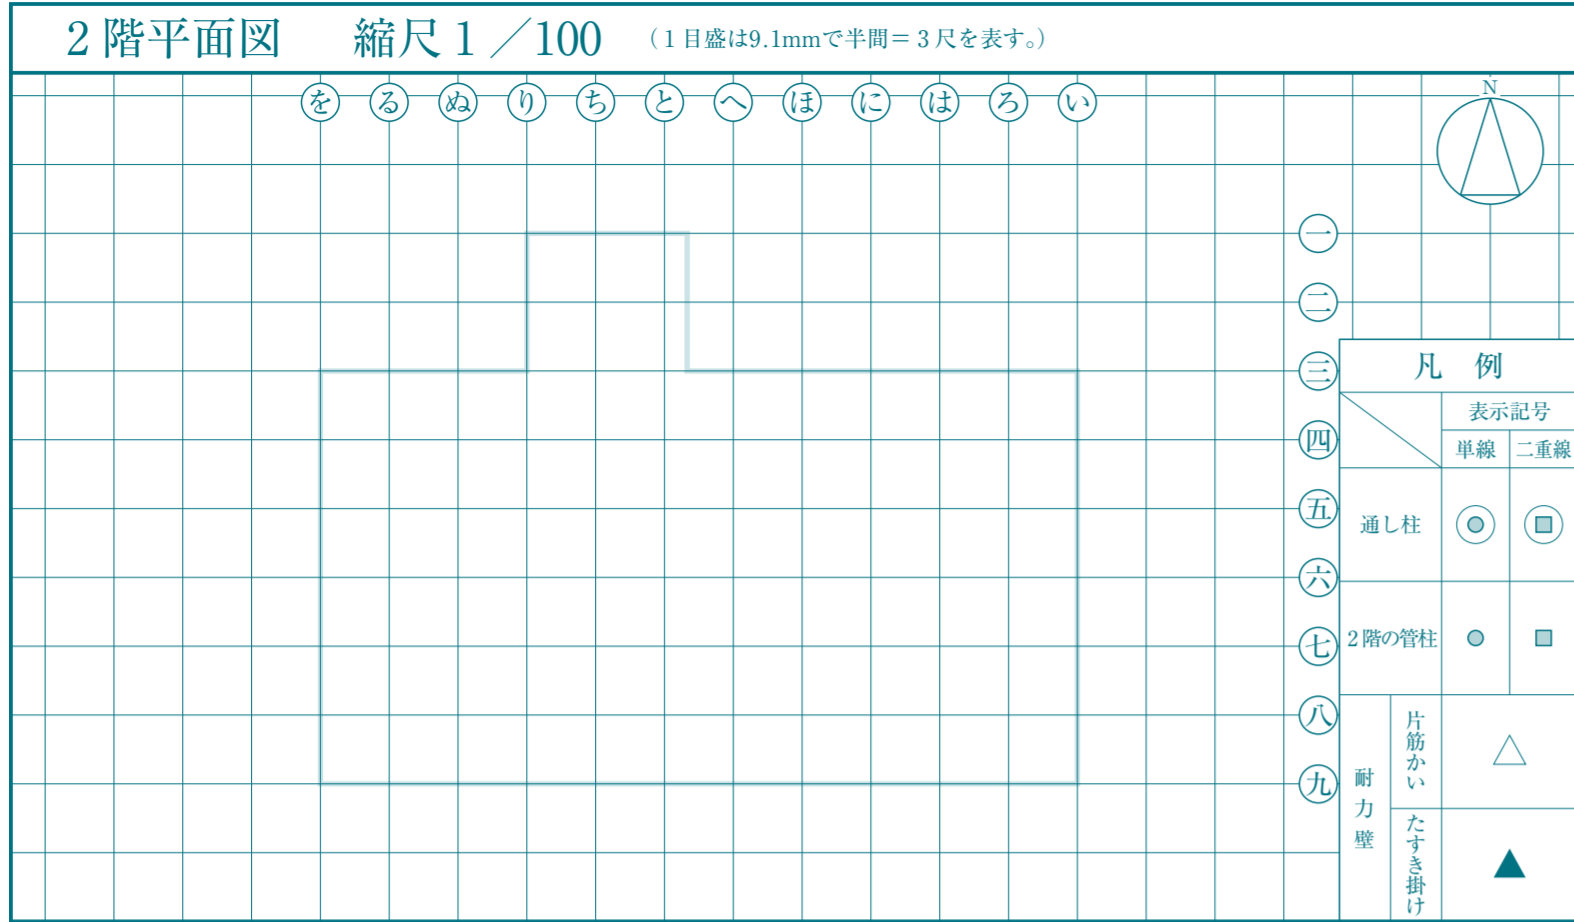 2階平面図 縮尺1／100 （1目盛は9.1mmで半間＝3尺を表す。）
を る ぬ り ち と へ ほ に は ろ い
N
一
二
三
四
五
六
七
八
九
凡例
表示記号
単線 二重線
通し柱
2階の管柱
耐力壁
片筋かい
たすき掛け